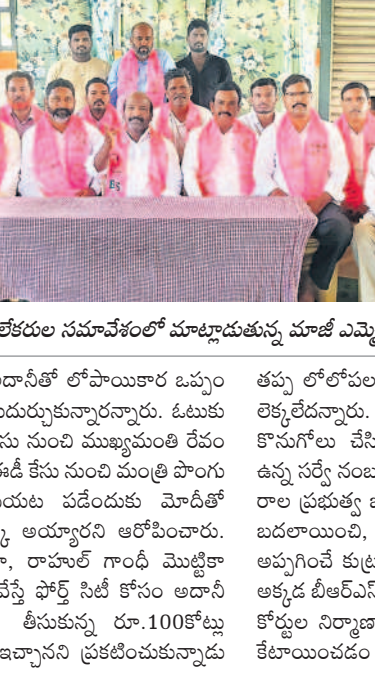 లేకరుల సమావేశంలో మాట్లాడుతున్న మాజీ ఎమ్మె
దానీతో లోపాయికార ఒప్పం
కుదుర్చుకున్నారన్నారు. ఓటుకు
సు నుంచి ముఖ్యమంతి రేవం
ఈడీ కేసు నుంచి మంత్రి పొంగు
యట పడేందుకు మోదీతో
క్క అయ్యారని ఆరోపించారు.
ా, రాహుల్ గాంధీ మొట్టికా
వేస్తే ఫోర్త్ సిటీ కోసం అదానీ
తీసుకున్న రూ.100కోట్లు
ఇచ్చానని ప్రకటించుకున్నాడు
తప్ప లోలోపల
లెక్కలేదన్నారు.
కొనుగోలు చేసి
ఉన్న సర్వే నంబ
రాల ప్రభుత్వ
బదలాయించి,
అప్పగించే కుట్ర
అక్కడ బీఆర్ఎస్
కోర్టుల నిర్మాణా
కేటాయించడం